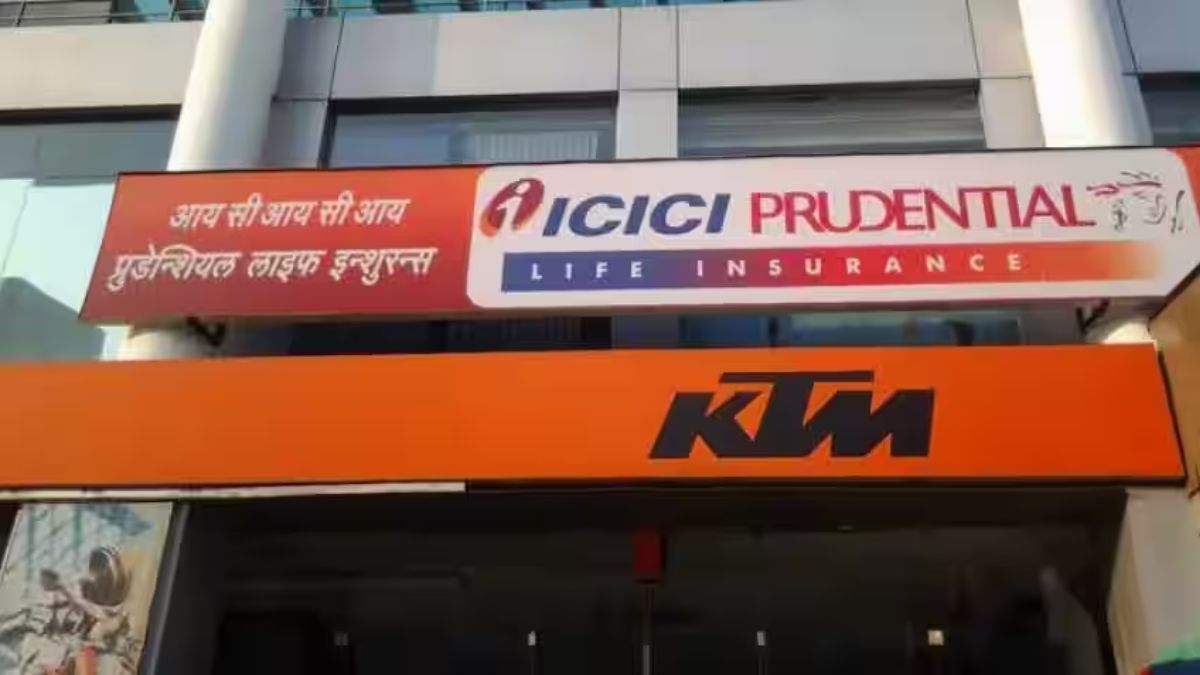 आय सी आय सी आय
प्रुडेन्शियल लाइफ इन्शुरन्स
ICICI PRUDENTIAL
LIFE INSURANCE
KTM